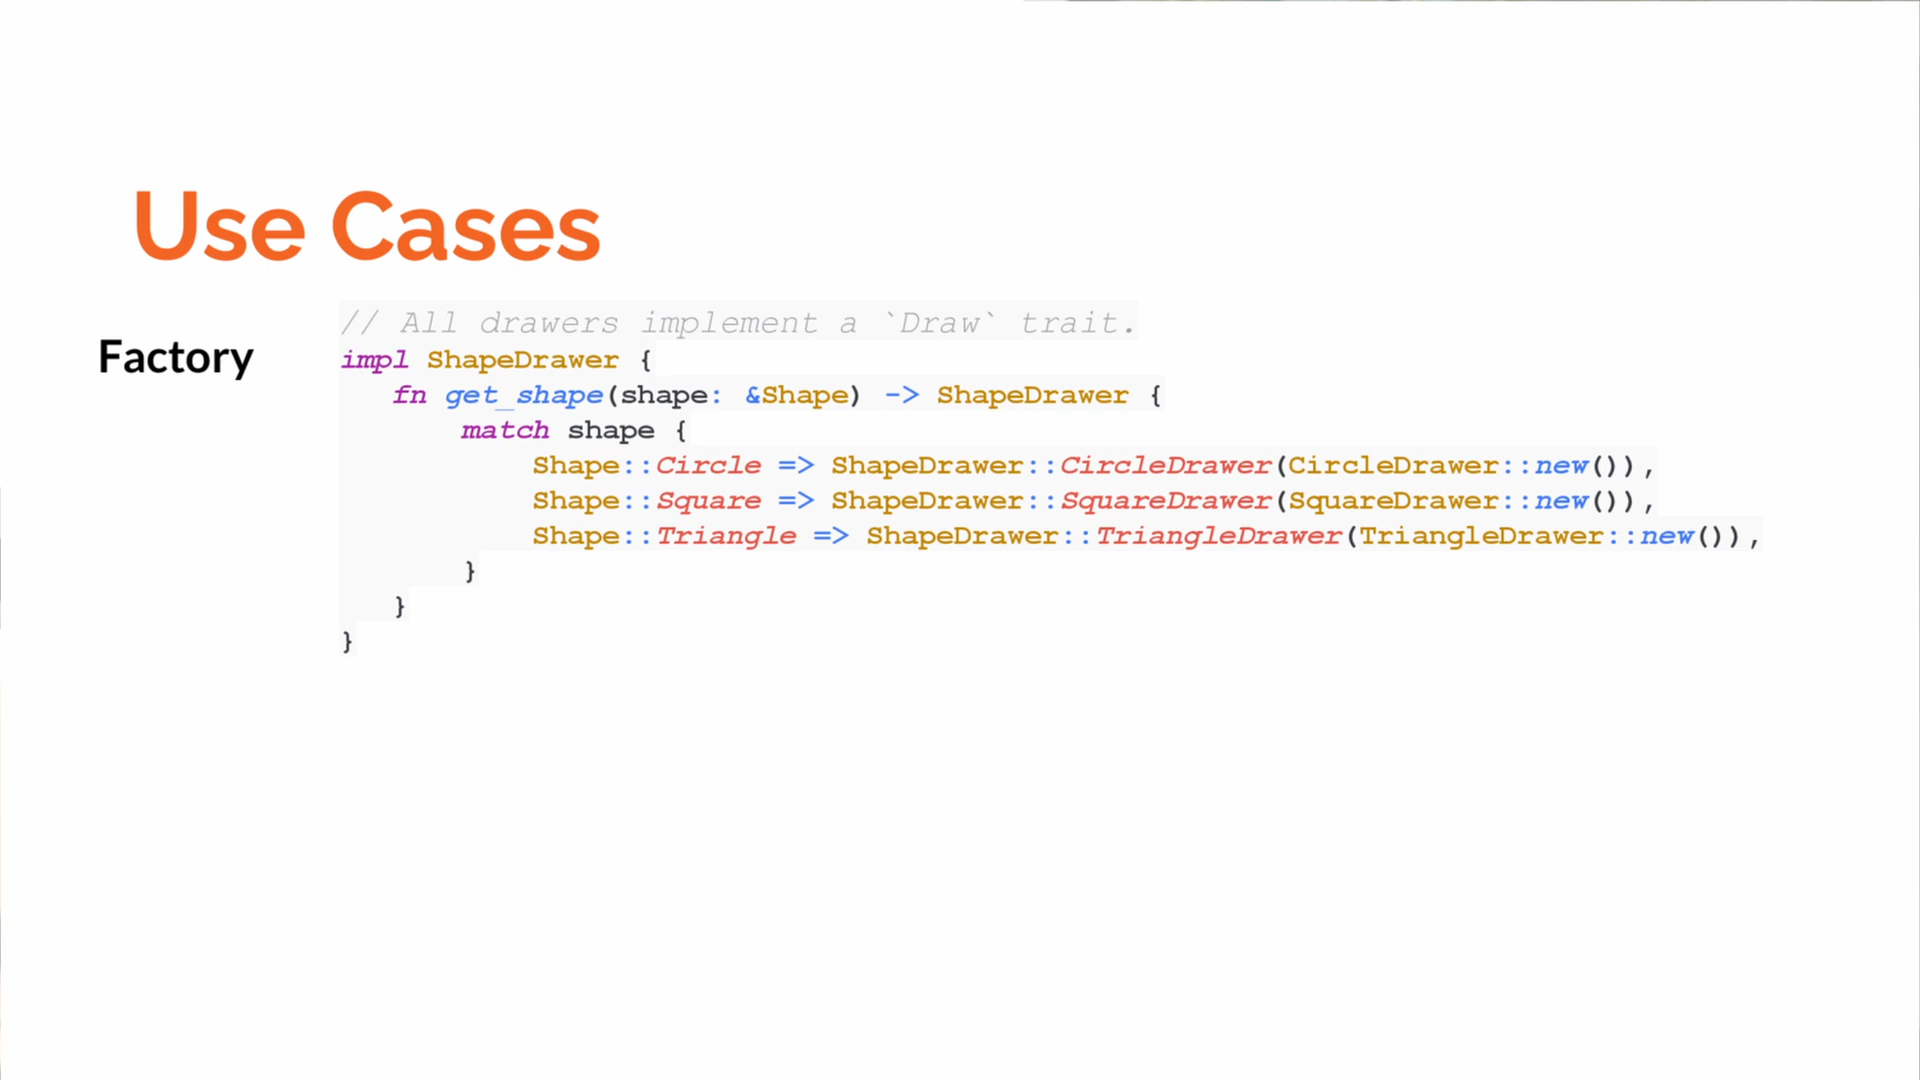 Use Cases
Factory
// All drawers implement a `Draw` trait.
impl ShapeDrawer {
fn get_shape(shape: &Shape) -> ShapeDrawer {
match shape {
Shape::Circle => ShapeDrawer::CircleDrawer(CircleDrawer::new()),
Shape::Square => ShapeDrawer::SquareDrawer(SquareDrawer::new()),
Shape::Triangle => ShapeDrawer::TriangleDrawer(TriangleDrawer::new()),
}
}
}